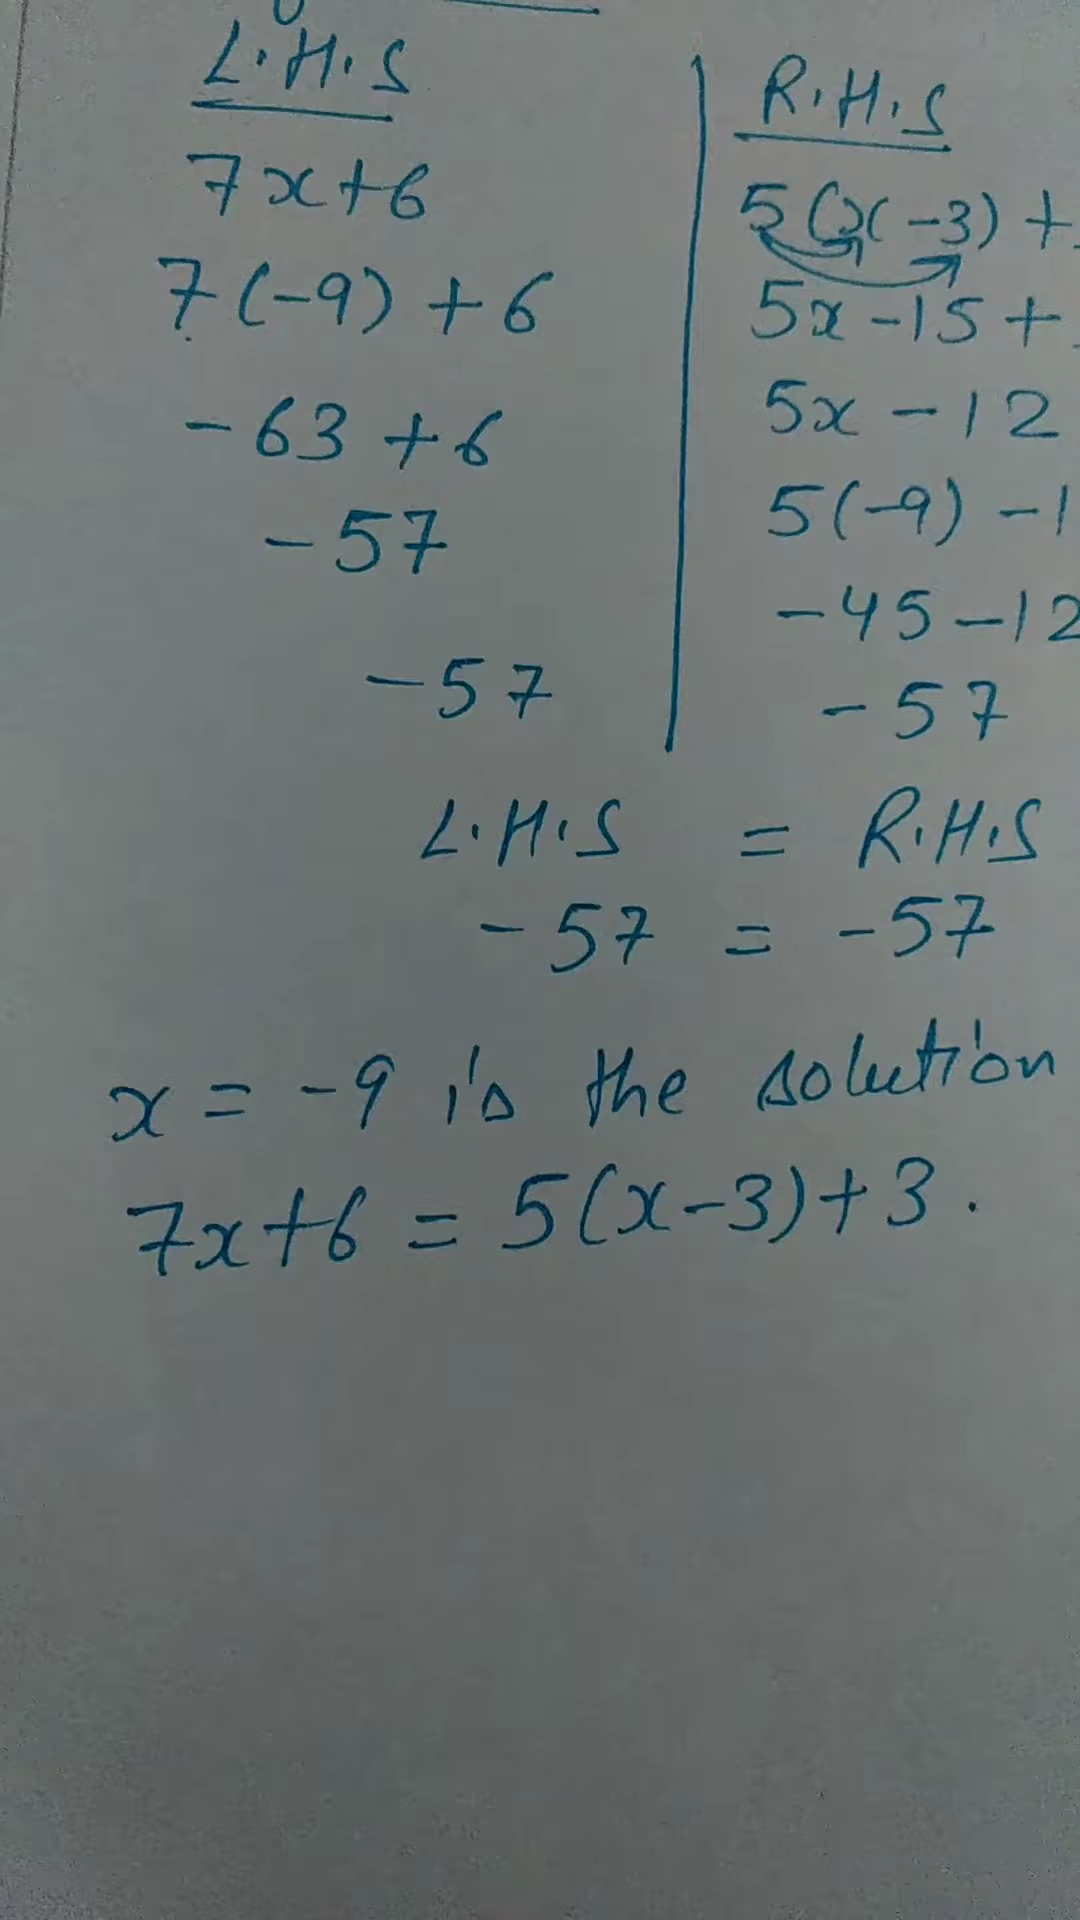 L.H.S
7x+6
7(-9) + 6
-63 + 6
-57
-57
R.H.S
5(x-3) +
5x-15 +
5x - 12
5(-9) - 1
-45-12
-57
L.H.S = R.H.S
-57 = -57
x = -9 is the solution
7x+6 = 5(x-3)+3.